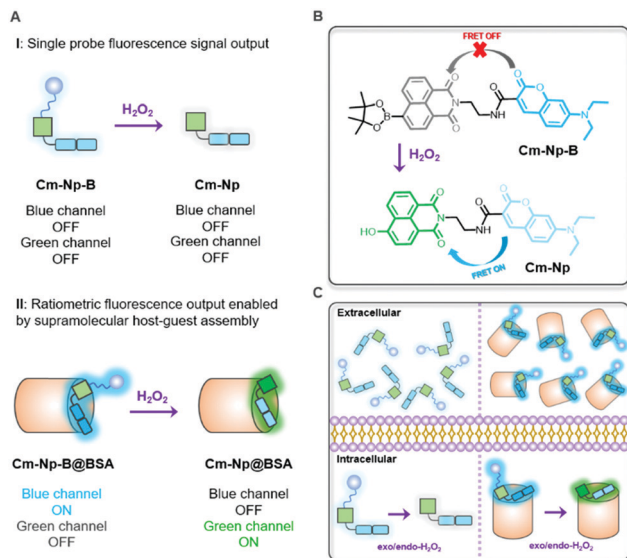 A
I: Single probe fluorescence signal output
H2O2
Cm-Np-B
Cm-Np
Blue channel
OFF
Green channel
OFF
Blue channel
OFF
Green channel
OFF
II: Ratiometric fluorescence output enabled
by supramolecular host-guest assembly
H2O2
Cm-Np-B@BSA
Cm-Np@BSA
Blue channel
ON
Green channel
OFF
Blue channel
OFF
Green channel
ON
B
FRET OFF
O
O
O
O
O
N
NH
N
O
B
O
O
Cm-Np-B
H2O2
O
O
O
O
N
NH
N
HO
O
FRET ON
Cm-Np
C
Extracellular
Intracellular
exo/endo-H2O2
exo/endo-H2O2